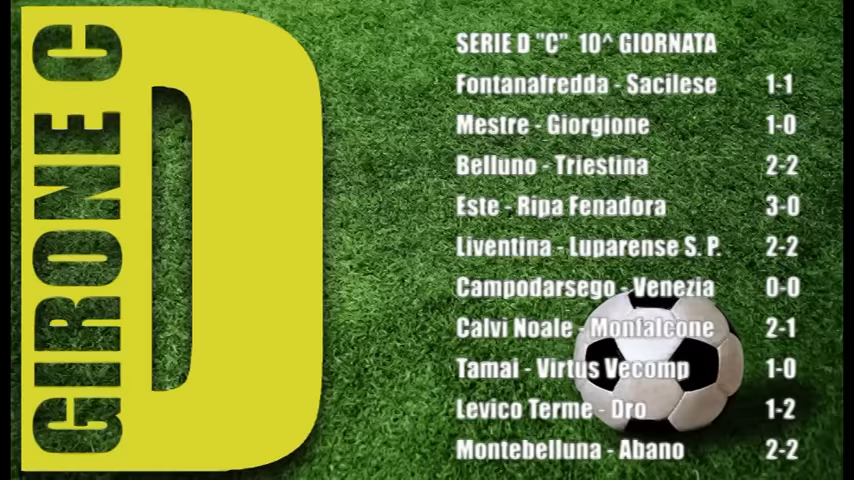 GIRONE C
D
SERIE D "C" 10^ GIORNATA
Fontanafredda - Sacilese 1-1
Mestre - Giorgione 1-0
Belluno - Triestina 2-2
Este - Ripa Fenadora 3-0
Liventina - Luparense S. P. 2-2
Campodarsego - Venezia 0-0
Calvi Noale - Monfalcone 2-1
Tamai - Virtus Vecomp 1-0
Levico Terme - Dro 1-2
Montebelluna - Abano 2-2